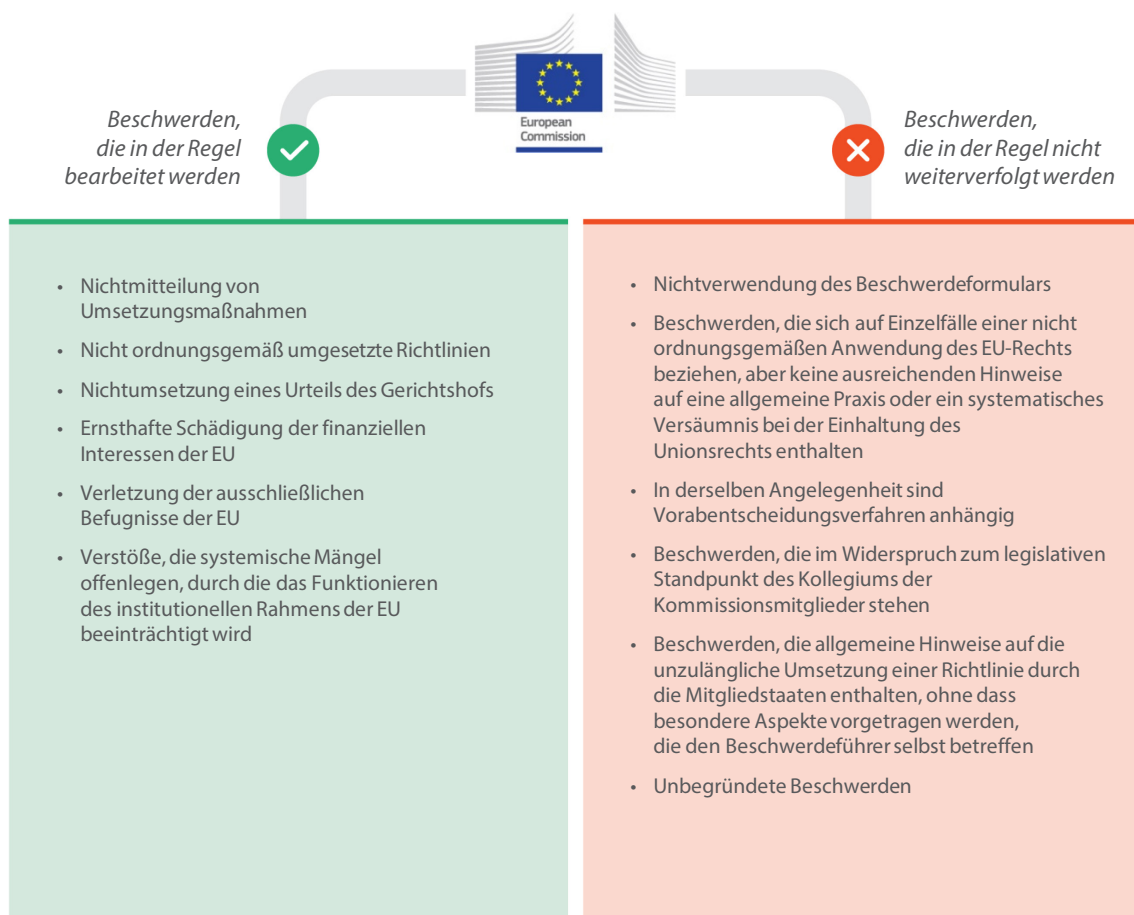 European
Commission
Beschwerden,
die in der Regel
bearbeitet werden
Beschwerden,
die in der Regel nicht
weiterverfolgt werden
• Nichtmitteilung von
Umsetzungsmaßnahmen
• Nicht ordnungsgemäß umgesetzte Richtlinien
• Nichtumsetzung eines Urteils des Gerichtshofs
• Ernsthafte Schädigung der finanziellen
Interessen der EU
• Verletzung der ausschließlichen
Befugnisse der EU
• Verstöße, die systemische Mängel
offenlegen, durch die das Funktionieren
des institutionellen Rahmens der EU
beeinträchtigt wird
• Nichtverwendung des Beschwerdeformulars
• Beschwerden, die sich auf Einzelfälle einer nicht
ordnungsgemäßen Anwendung des EU-Rechts
beziehen, aber keine ausreichenden Hinweise
auf eine allgemeine Praxis oder ein systematisches
Versäumnis bei der Einhaltung des
Unionsrechts enthalten
• In derselben Angelegenheit sind
Vorabentscheidungsverfahren anhängig
• Beschwerden, die im Widerspruch zum legislativen
Standpunkt des Kollegiums der
Kommissionsmitglieder stehen
• Beschwerden, die allgemeine Hinweise auf die
unzulängliche Umsetzung einer Richtlinie durch
die Mitgliedstaaten enthalten, ohne dass
besondere Aspekte vorgetragen werden,
die den Beschwerdeführer selbst betreffen
• Unbegründete Beschwerden